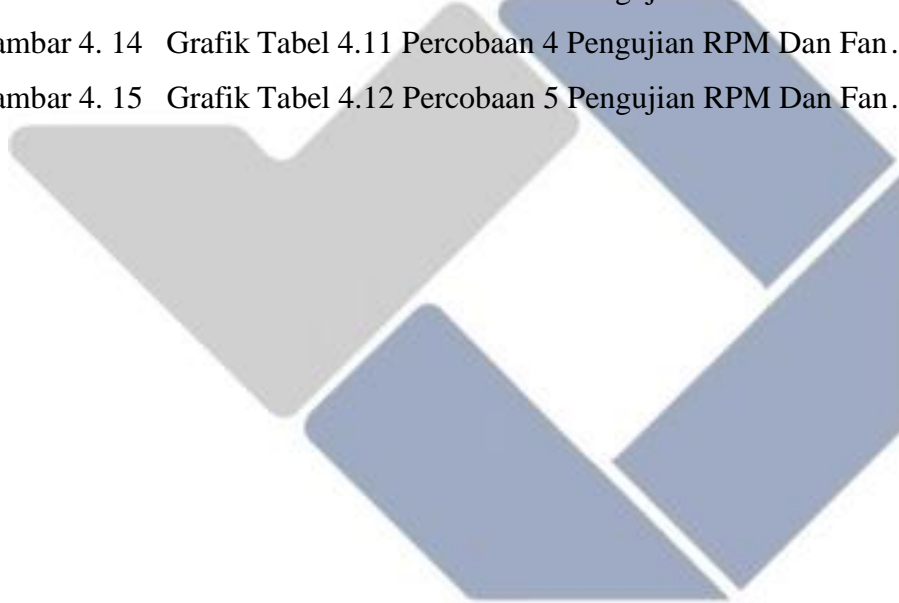 ambar 4. 14 Grafik Tabel 4.11 Percobaan 4 Pengujian RPM Dan Fan.
ambar 4. 15 Grafik Tabel 4.12 Percobaan 5 Pengujian RPM Dan Fan.